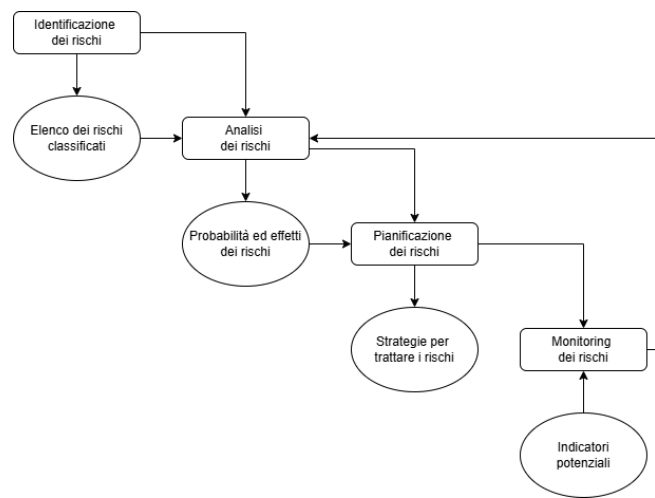 Identificazione
dei rischi
Elenco dei rischi
classificati
Analisi
dei rischi
Probabilità ed effetti
dei rischi
Pianificazione
dei rischi
Strategie per
trattare i rischi
Monitoring
dei rischi
Indicatori
potenziali